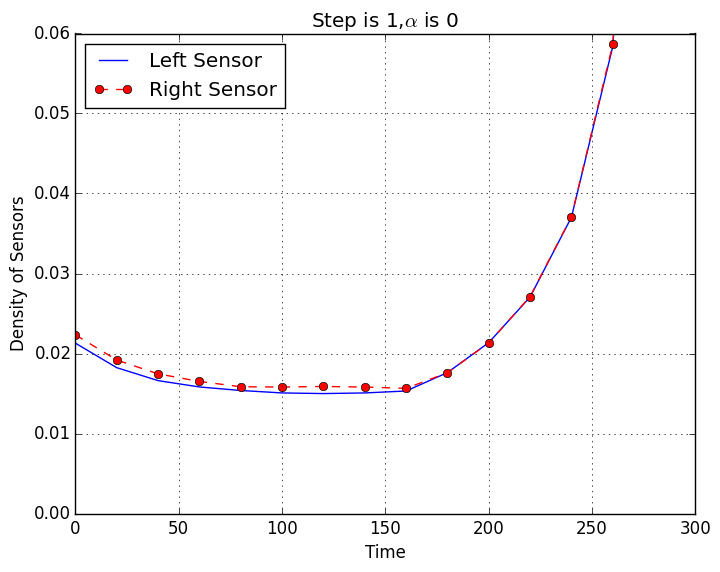 Step is 1,α is 0
Left Sensor
Right Sensor
0.06
0.05
0.04
0.03
0.02
0.01
0.00
Density of Sensors
0 50 100 150 200 250 300
Time